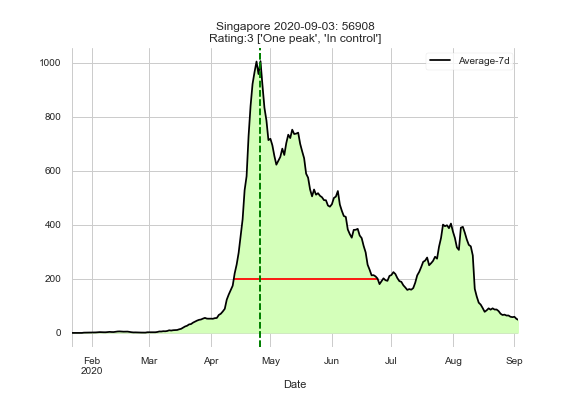 Singapore 2020-09-03: 56908
Rating:3 ['One peak', 'In control']
Average-7d
1000
800
600
400
200
0
Feb Mar Apr May Jun Jul Aug Sep
2020
Date